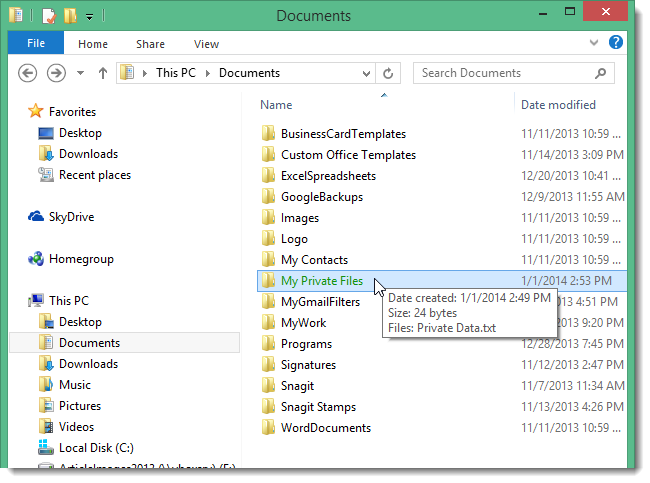 Documents
File Home Share View
This PC Documents Search Documents
Name Date modified
Favorites
Desktop
Downloads
Recent places
SkyDrive
Homegroup
This PC
Desktop
Documents
Downloads
Music
Pictures
Videos
Local Disk (C:)
BusinessCardTemplates 11/11/2013 10:59 ...
Custom Office Templates 11/14/2013 3:09 PM
ExcelSpreadsheets 12/20/2013 10:41 ...
GoogleBackups 12/9/2013 11:55 AM
Images 11/11/2013 10:59 ...
Logo 11/11/2013 10:59 ...
My Contacts 11/11/2013 10:59 ...
My Private Files 1/1/2014 2:53 PM
MyGmailFilters /2013 4:51 PM
MyWork /2013 9:20 PM
Programs 12/28/2013 7:45 PM
Signatures 11/12/2013 2:47 PM
Snagit 11/7/2013 11:34 AM
Snagit Stamps 11/13/2013 4:26 PM
WordDocuments 11/11/2013 10:59 ...
Date created: 1/1/2014 2:49 PM
Size: 24 bytes
Files: Private Data.txt